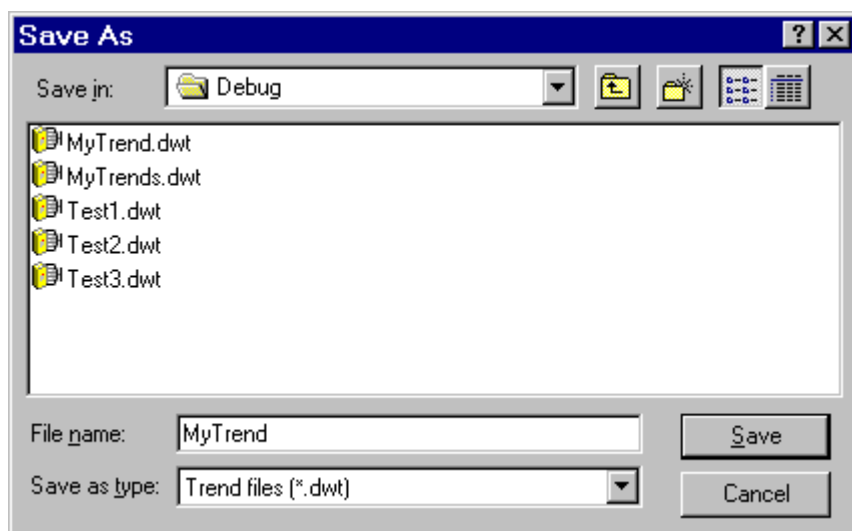 Save As
Save in: Debug
MyTrend.dwt
MyTrends.dwt
Test1.dwt
Test2.dwt
Test3.dwt
File name: MyTrend Save
Save as type: Trend files (*.dwt) Cancel